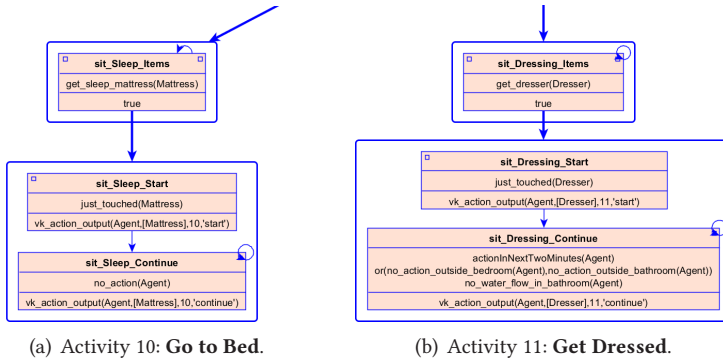 sit_Sleep_Items
get_sleep_mattress(Mattress)
true
sit_Sleep_Start
just_touched(Mattress)
vk_action_output(Agent,[Mattress],10,'start')
sit_Sleep_Continue
no_action(Agent)
vk_action_output(Agent,[Mattress],10,'continue')
(a) Activity 10: Go to Bed.
sit_Dressing_Items
get_dresser(Dresser)
true
sit_Dressing_Start
just_touched(Dresser)
vk_action_output(Agent,[Dresser],11,'start')
sit_Dressing_Continue
actionInNextTwoMinutes(Agent)
or(no_action_outside_bedroom(Agent),no_action_outside_bathroom(Agent))
no_water_flow_in_bathroom(Agent)
vk_action_output(Agent,[Dresser],11,'continue')
(b) Activity 11: Get Dressed.